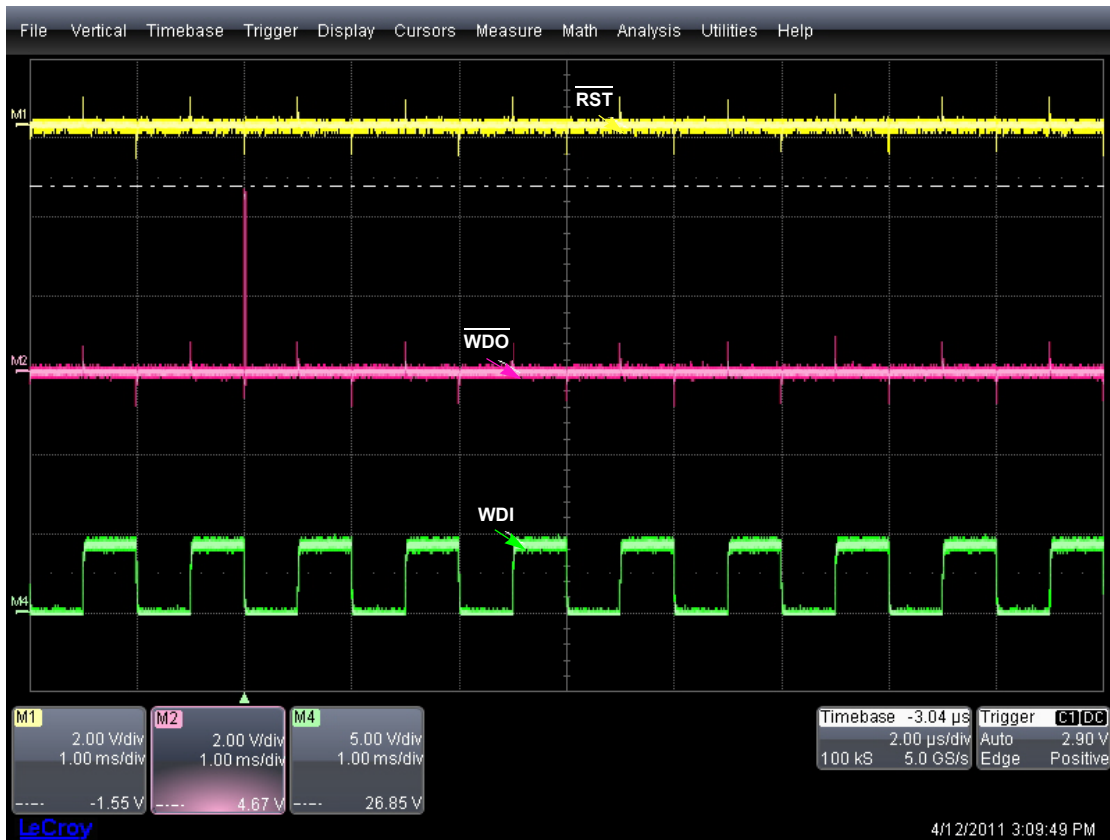 File Vertical Timebase Trigger Display Cursors Measure Math Analysis Utilities Help
RST
M1
M2
WDO
WDI
M4
M1 M2 M4
2.00 V/div 2.00 V/div 5.00 V/div
1.00 ms/div 1.00 ms/div 1.00 ms/div
-1.55 V 4.67 V 26.85 V
Timebase -3.04 µs Trigger C1 DC
2.00 µs/div Auto 2.90 V
100 kS 5.0 GS/s Edge Positive
LeCroy 4/12/2011 3:09:49 PM